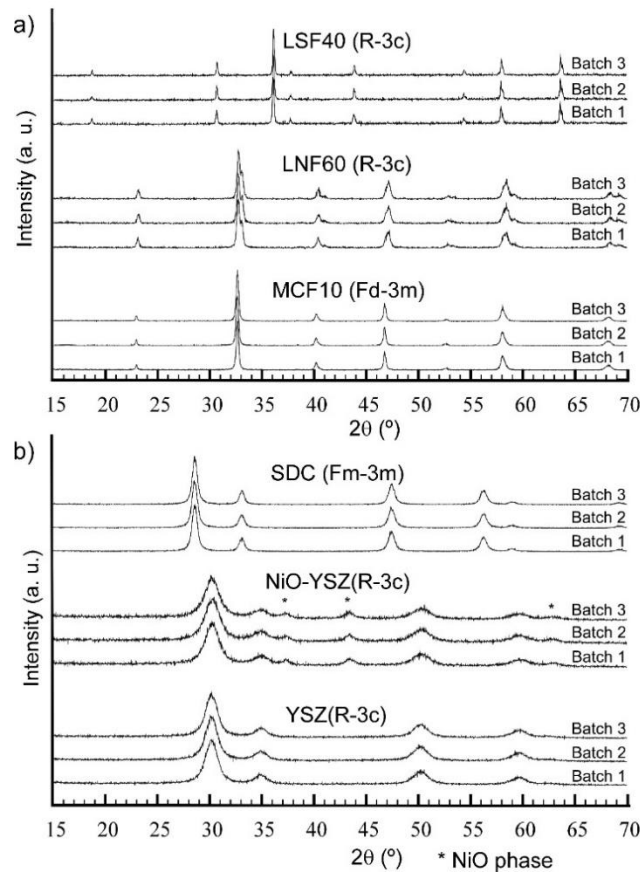 a)
LSF40 (R-3c)
Batch 3
Batch 2
Batch 1
LNF60 (R-3c)
Batch 3
Batch 2
Batch 1
MCF10 (Fd-3m)
Batch 3
Batch 2
Batch 1
Intensity (a. u.)
15 20 25 30 35 40 45 50 55 60 65 70
2θ (º)
b)
SDC (Fm-3m)
Batch 3
Batch 2
Batch 1
NiO-YSZ(R-3c)
* * *
Batch 3
Batch 2
Batch 1
YSZ(R-3c)
Batch 3
Batch 2
Batch 1
Intensity (a. u.)
15 20 25 30 35 40 45 50 55 60 65 70
2θ (º) * NiO phase